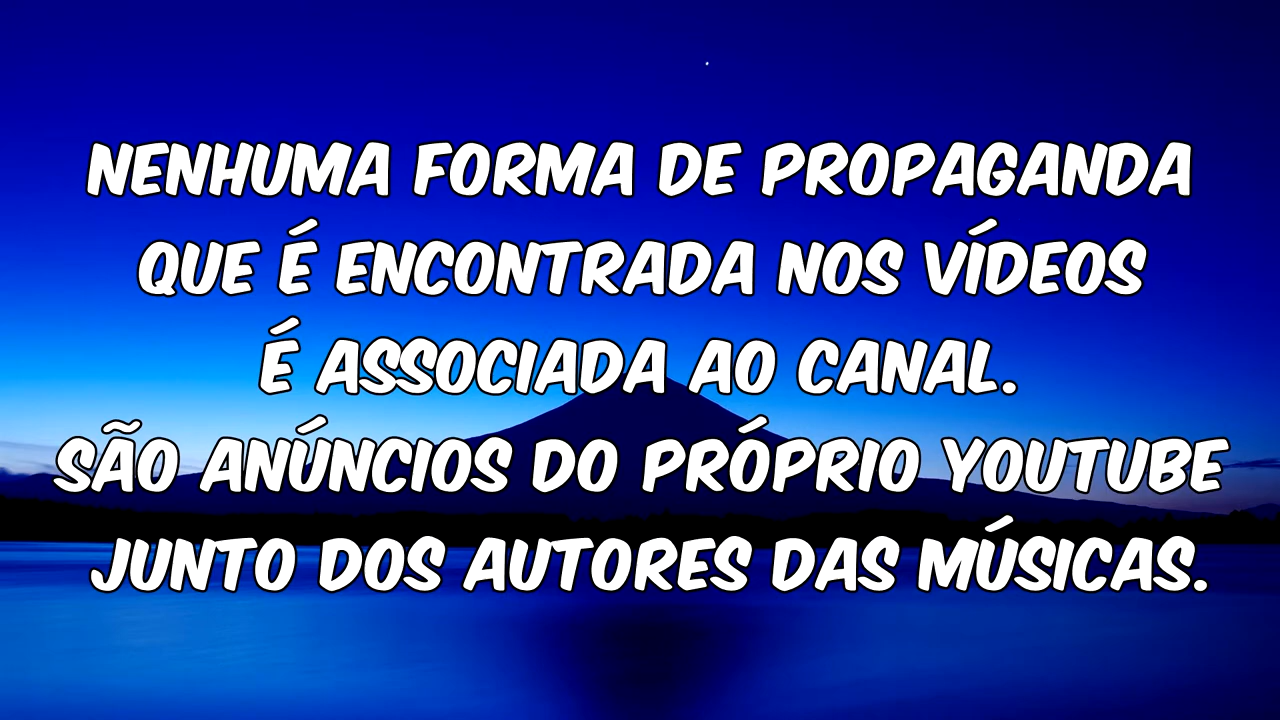 NENHUMA FORMA DE PROPAGANDA
QUE É ENCONTRADA NOS VÍDEOS
É ASSOCIADA AO CANAL.
SÃO ANÚNCIOS DO PRÓPRIO YOUTUBE
JUNTO DOS AUTORES DAS MÚSICAS.